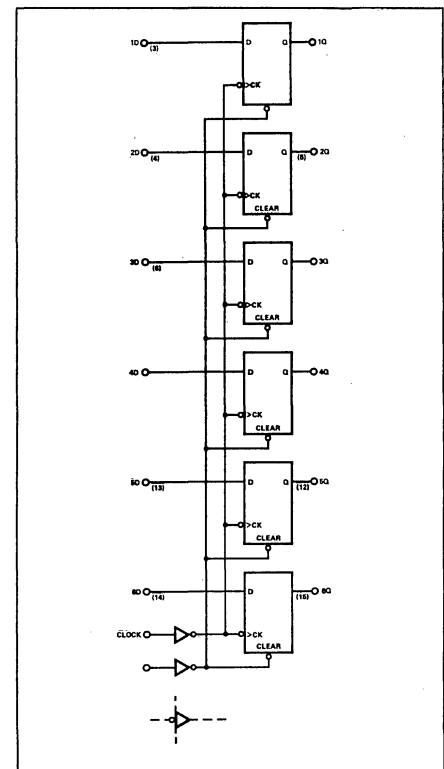 1D D Q 1Q
(3)
>CK
2D D Q 2Q
(4) (5)
>CK
CLEAR
3D D Q 3Q
(6)
>CK
CLEAR
4D D Q 4Q
>CK
CLEAR
5D D Q 5Q
(13) (12)
>CK
CLEAR
6D D Q 6Q
(14) (15)
CLOCK >CK
CLEAR